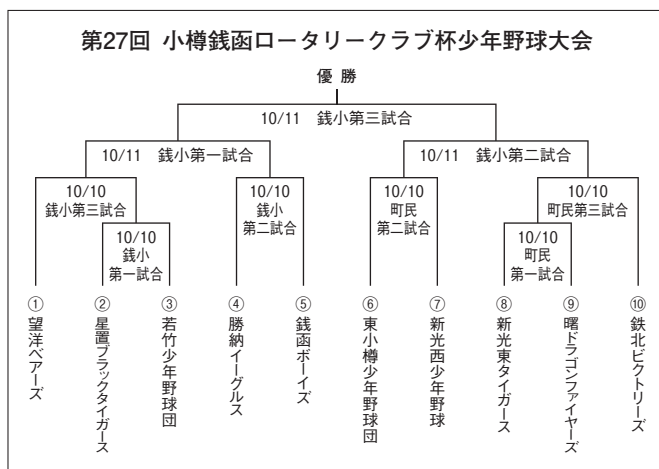 第27回 小樽銭函ロータリークラブ杯少年野球大会
優勝
10/11 銭小第三試合
10/11 銭小第一試合
10/11 銭小第二試合
10/10
銭小第三試合
10/10
銭小
第二試合
10/10
町民
第二試合
10/10
町民第三試合
10/10
銭小
第一試合
10/10
町民
第一試合
①望洋ベアーズ
②星置ブラックタイガース
③若竹少年野球団
④勝納イーグルス
⑤銭函ボーイズ
⑥東小樽少年野球団
⑦新光西少年野球
⑧新光東タイガース
⑨曙ドラゴンファイヤーズ
⑩鉄北ビクトリーズ